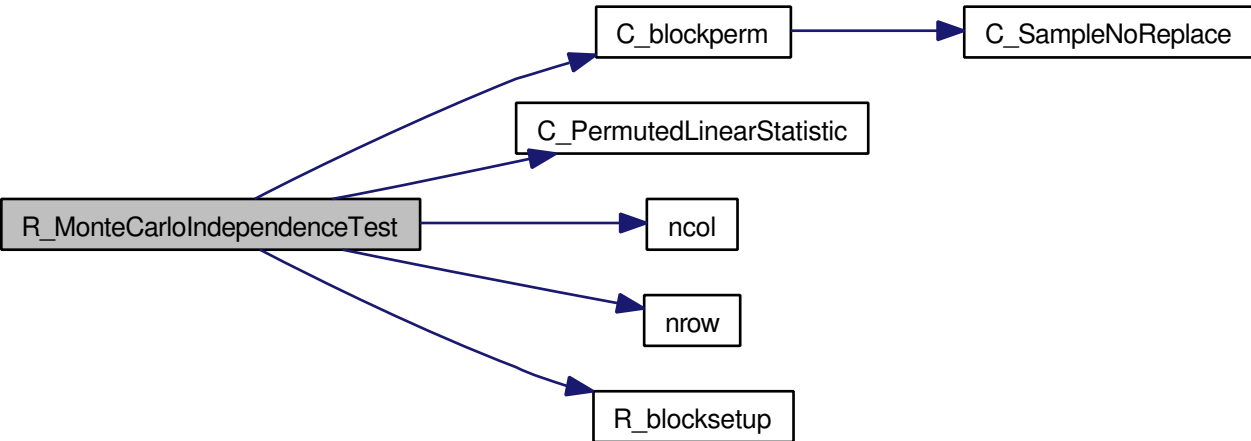 C_blockperm
C_SampleNoReplace
C_PermutedLinearStatistic
R_MonteCarloIndependenceTest
ncol
nrow
R_blocksetup